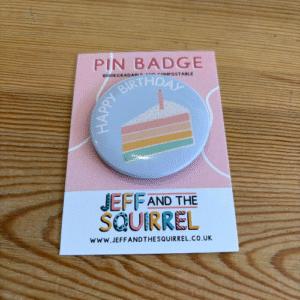 PIN BADGE
BIODEGRADABLE AND COMPOSTABLE
HAPPY BIRTHDAY
JEFF AND THE
SQUIRREL
WWW.JEFFANDTHESQUIRREL.CO.UK